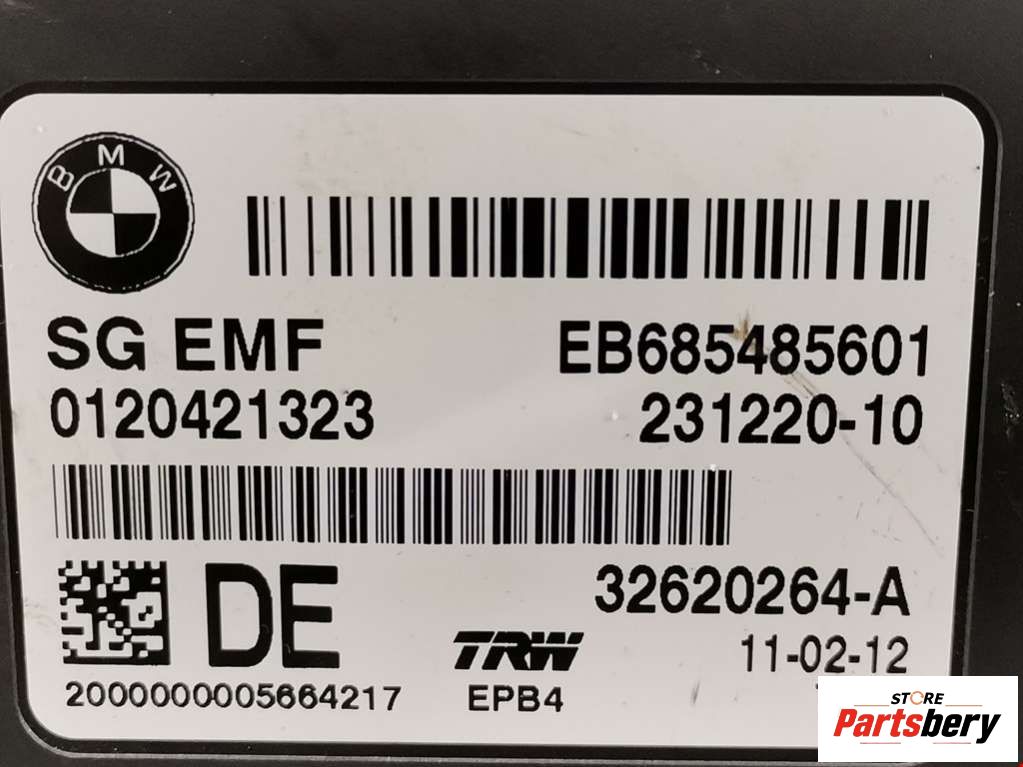 BMW
SG EMF EB685485601
0120421323 231220-10
DE 32620264-A
TRW 11-02-12
2000000005664217 EPB4
STORE
Partsbery